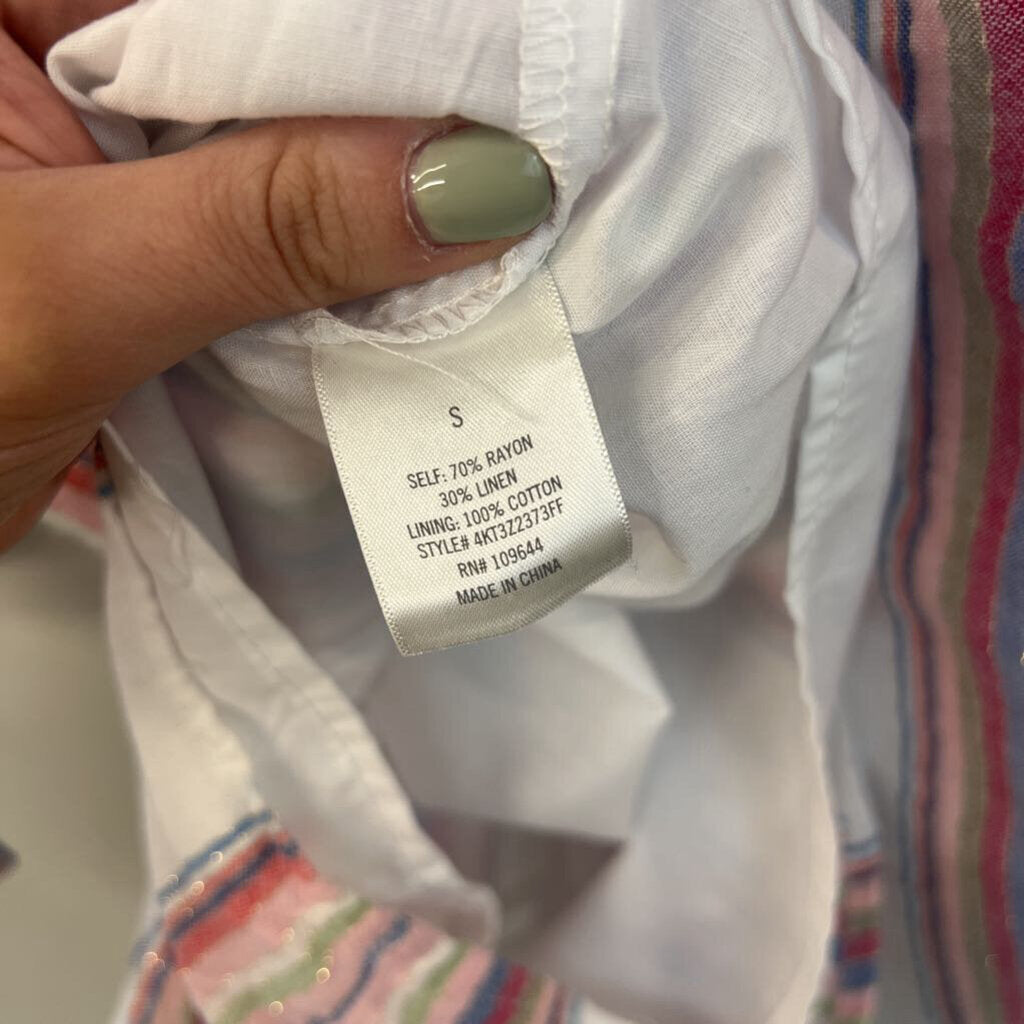 S
SELF: 70% RAYON
30% LINEN
LINING: 100% COTTON
STYLE# 4KT3Z2373FF
RN# 109644
MADE IN CHINA